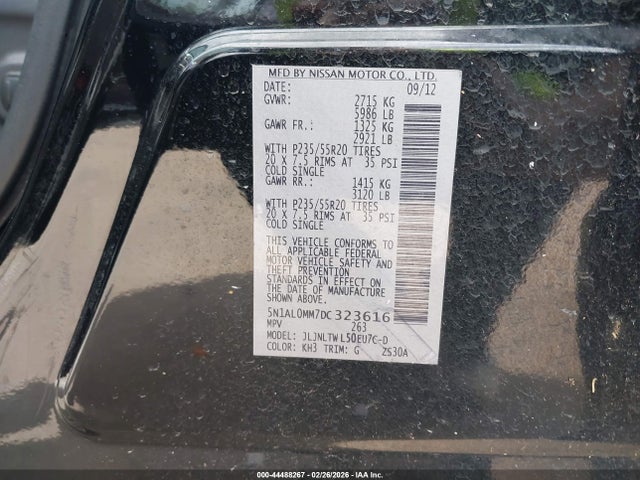 MFD BY NISSAN MOTOR CO., LTD.
DATE: 09/12
GVWR: 2715 KG
5986 LB
GAWR FR.: 1325 KG
2921 LB
WITH P235/55R20 TIRES
20 X 7.5 RIMS AT 35 PSI
COLD SINGLE
GAWR RR.: 1415 KG
3120 LB
WITH P235/55R20 TIRES
20 X 7.5 RIMS AT 35 PSI
COLD SINGLE
THIS VEHICLE CONFORMS TO
ALL APPLICABLE FEDERAL
MOTOR VEHICLE SAFETY AND
THEFT PREVENTION
STANDARDS IN EFFECT ON
THE DATE OF MANUFACTURE
SHOWN ABOVE.
5N1AL0MM7DC323616
MPV 263
MODEL: JLJNLTW L50EU7C-D
COLOR: KH3 TRIM: G ZS30A
000-44488267 - 02/26/2026 - IAA Inc.